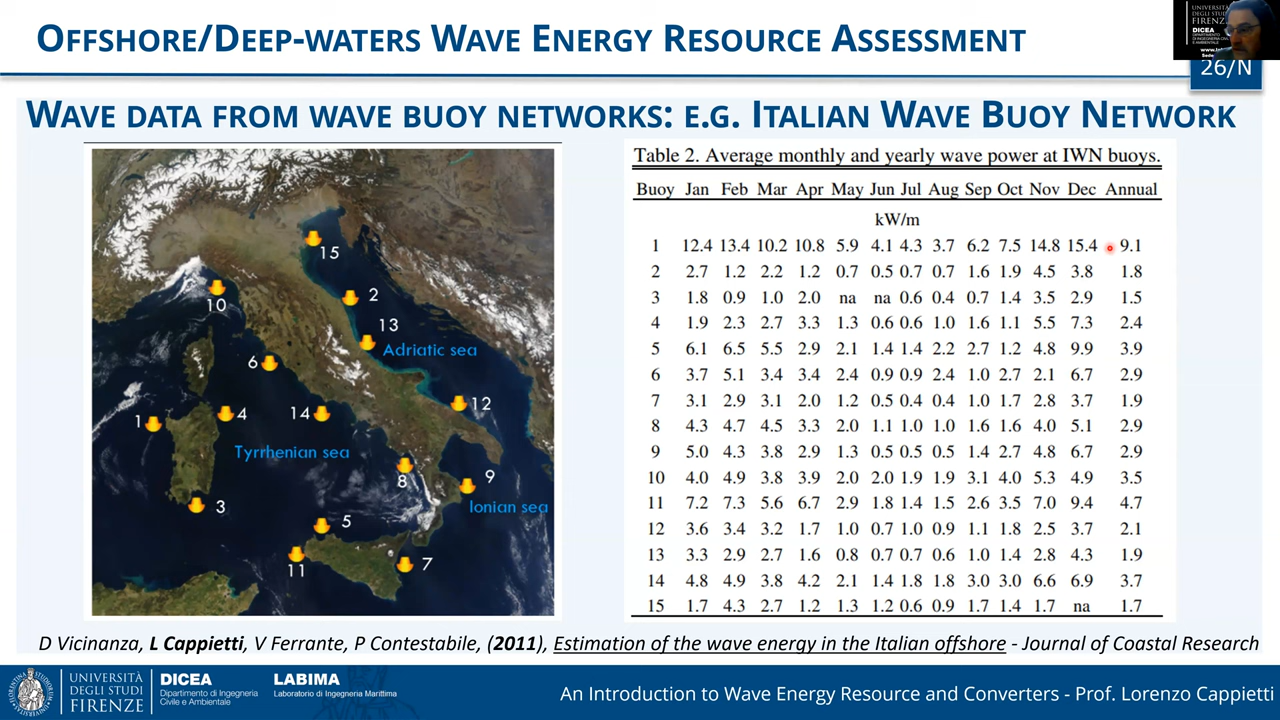 OFFSHORE/DEEP-WATERS WAVE ENERGY RESOURCE ASSESSMENT
UNIVERSITÀ
DEGLI STUDI
FIRENZE
DICEA
26/N
WAVE DATA FROM WAVE BUOY NETWORKS: E.G. ITALIAN WAVE BUOY NETWORK
15
2
10
13
Adriatic sea
6
1
4
14
12
Tyrrhenian sea
8
9
Ionian sea
3
5
11
7
Table 2. Average monthly and yearly wave power at IWN buoys.
Buoy Jan Feb Mar Apr May Jun Jul Aug Sep Oct Nov Dec Annual
kW/m
1 12.4 13.4 10.2 10.8 5.9 4.1 4.3 3.7 6.2 7.5 14.8 15.4 9.1
2 2.7 1.2 2.2 1.2 0.7 0.5 0.7 0.7 1.6 1.9 4.5 3.8 1.8
3 1.8 0.9 1.0 2.0 na na 0.6 0.4 0.7 1.4 3.5 2.9 1.5
4 1.9 2.3 2.7 3.3 1.3 0.6 0.6 1.0 1.6 1.1 5.5 7.3 2.4
5 6.1 6.5 5.5 2.9 2.1 1.4 1.4 2.2 2.7 1.2 4.8 9.9 3.9
6 3.7 5.1 3.4 3.4 2.4 0.9 0.9 2.4 1.0 2.7 2.1 6.7 2.9
7 3.1 2.9 3.1 2.0 1.2 0.5 0.4 0.4 1.0 1.7 2.8 3.7 1.9
8 4.3 4.7 4.5 3.3 2.0 1.1 1.0 1.0 1.6 1.6 4.0 5.1 2.9
9 5.0 4.3 3.8 2.9 1.3 0.5 0.5 0.5 1.4 2.7 4.8 6.7 2.9
10 4.0 4.9 3.8 3.9 2.0 2.0 1.9 1.9 3.1 4.0 5.3 4.9 3.5
11 7.2 7.3 5.6 6.7 2.9 1.8 1.4 1.5 2.6 3.5 7.0 9.4 4.7
12 3.6 3.4 3.2 1.7 1.0 0.7 1.0 0.9 1.1 1.8 2.5 3.7 2.1
13 3.3 2.9 2.7 1.6 0.8 0.7 0.7 0.6 1.0 1.4 2.8 4.3 1.9
14 4.8 4.9 3.8 4.2 2.1 1.4 1.8 1.8 3.0 3.0 6.6 6.9 3.7
15 1.7 4.3 2.7 1.2 1.3 1.2 0.6 0.9 1.7 1.4 1.7 na 1.7
D Vicinanza, L Cappietti, V Ferrante, P Contestabile, (2011), Estimation of the wave energy in the Italian offshore - Journal of Coastal Research
UNIVERSITÀ
DEGLI STUDI
FIRENZE
DICEA
Dipartimento di Ingegneria
Civile e Ambientale
LABIMA
Laboratorio di Ingegneria Marittima
An Introduction to Wave Energy Resource and Converters - Prof. Lorenzo Cappietti